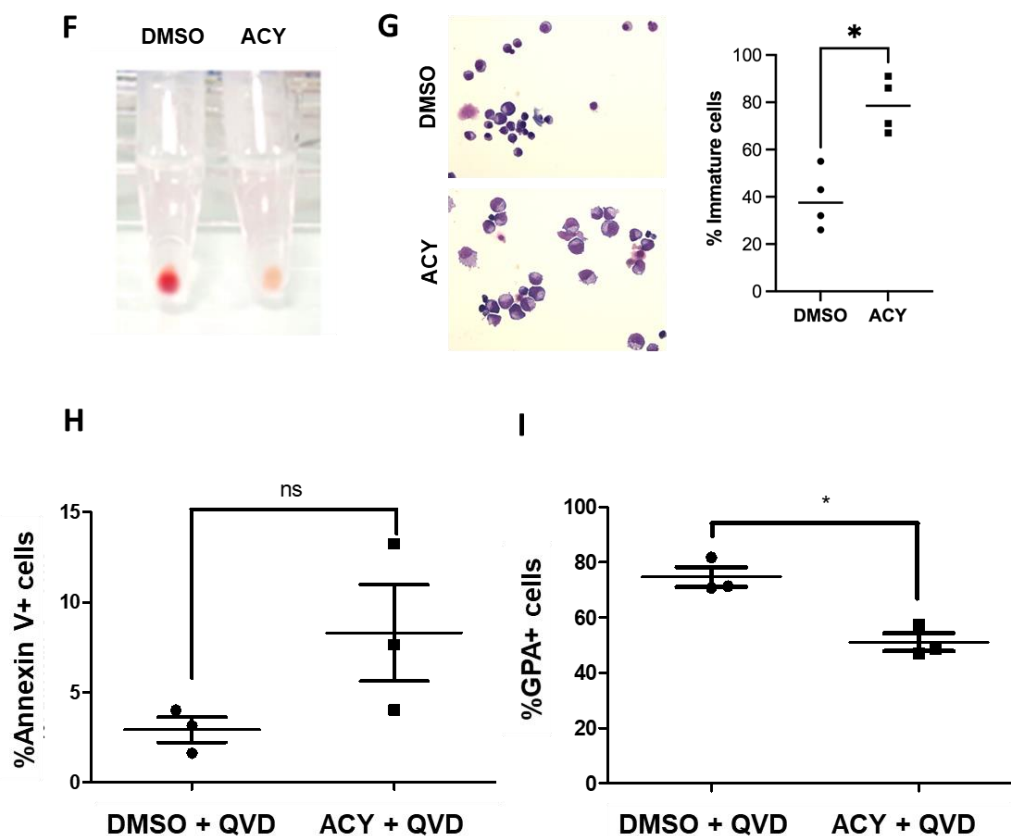 F
DMSO ACY
G
DMSO
ACY
% Immature cells
100
80
60
40
20
0
*
DMSO ACY
H
%Annexin V+ cells
15
10
5
0
ns
DMSO + QVD ACY + QVD
I
%GPA+ cells
100
80
60
40
20
0
*
DMSO + QVD ACY + QVD